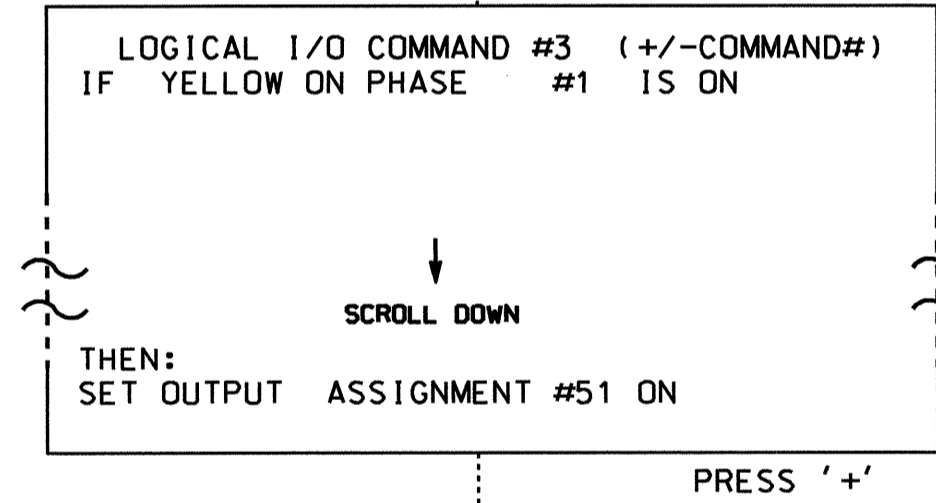 LOGICAL I/O COMMAND #3 (+/-COMMAND#)
IF YELLOW ON PHASE #1 IS ON
SCROLL DOWN
THEN:
SET OUTPUT ASSIGNMENT #51 ON
PRESS '+'